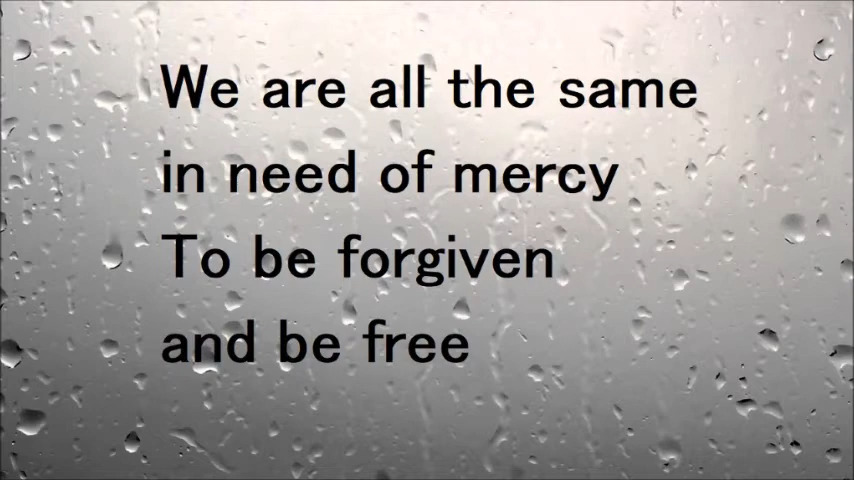 We are all the same
in need of mercy
To be forgiven
and be free